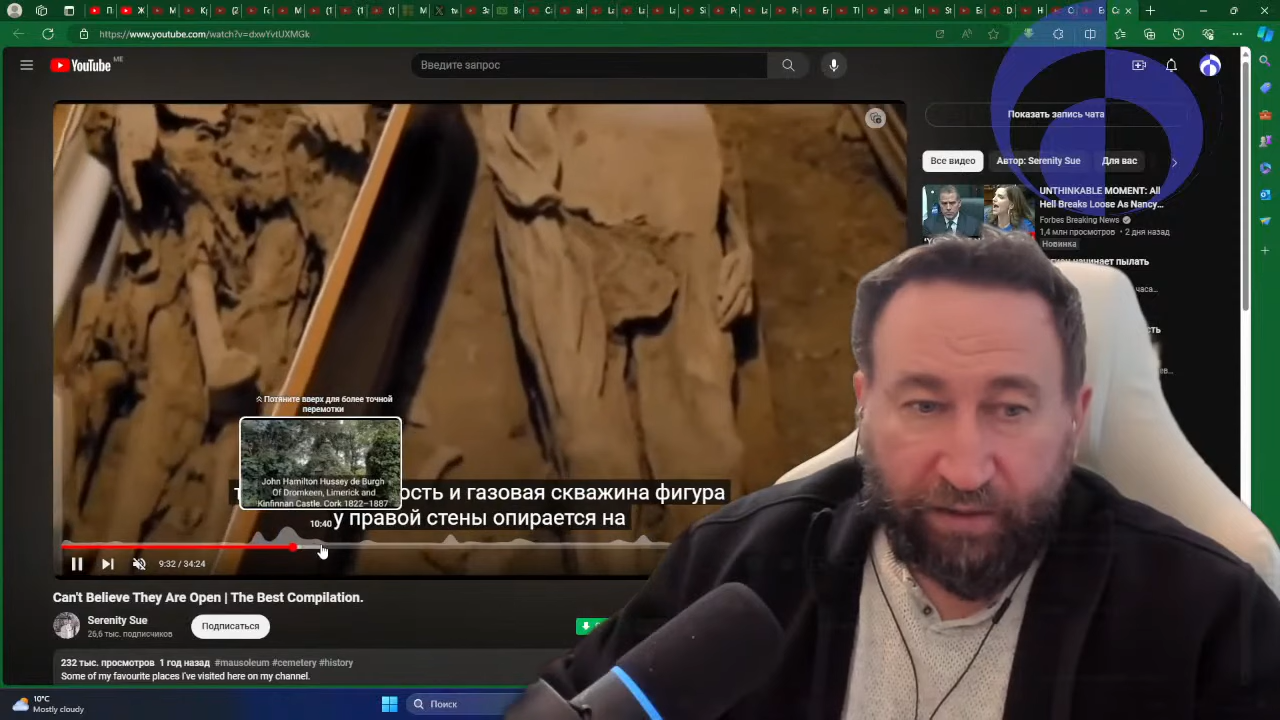 https://www.youtube.com/watch?v=dxwYvtUXMGk
YouTube ME
Введите запрос
Показать запись чата
Все видео
Автор: Serenity Sue
Для вас
UNTHINKABLE MOMENT: All
Hell Breaks Loose As Nancy...
Forbes Breaking News
1,4 млн просмотров • 2 дня назад
Новинка
начинает пылать
часа...
Потяните вверх для более точной
перемотки
John Hamilton Hussey de Burgh
Of Dromkeen, Limerick and
Kinfinnan Castle. Cork 1822–1887
и газовая скважина фигура
у правой стены опирается на
10:40
9:32 / 34:24
Can't Believe They Are Open | The Best Compilation.
Serenity Sue
26,6 тыс. подписчиков
Подписаться
232 тыс. просмотров 1 год назад #mausoleum #cemetery #history
Some of my favourite places I've visited here on my channel.
10°C
Mostly cloudy
Поиск